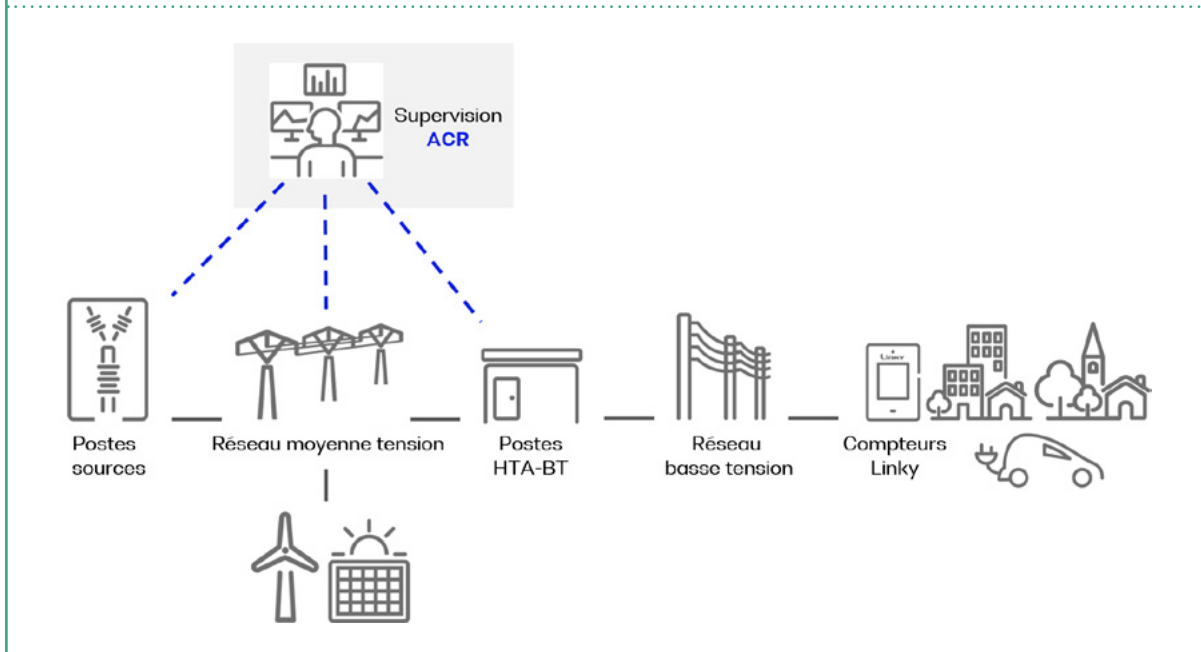 Supervision
ACR
Postes
sources
Réseau moyenne tension
Postes
HTA-BT
Réseau
basse tension
Linky
Compteurs
Linky